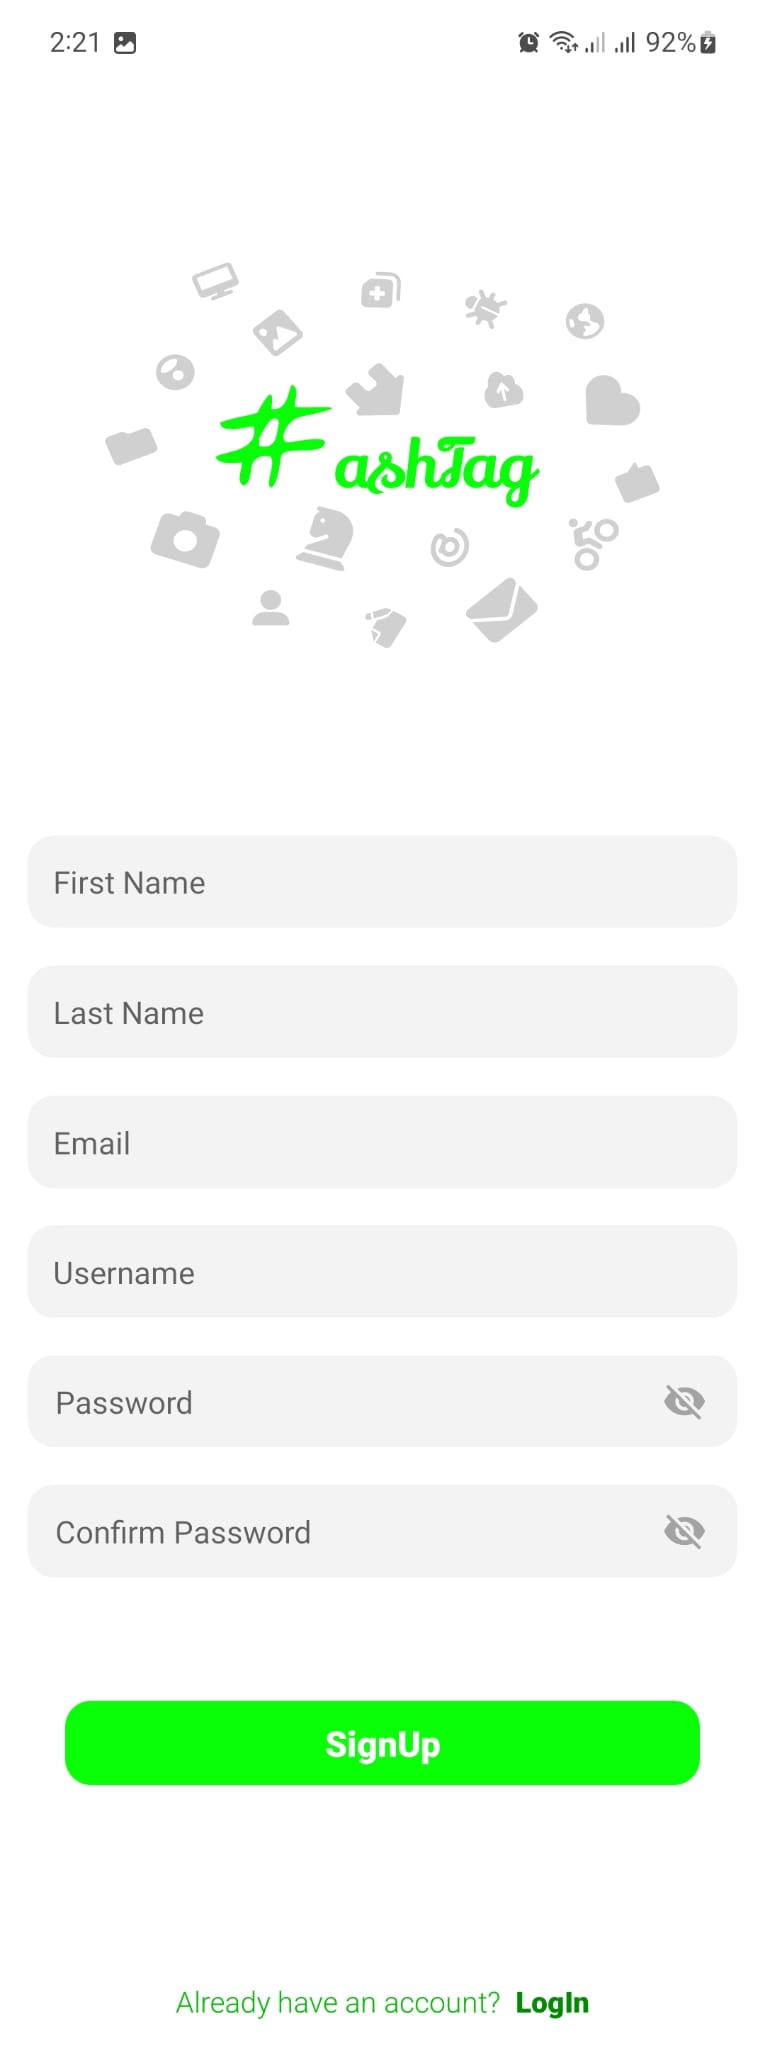 2:21 92%
#ashTag
First Name
Last Name
Email
Username
Password
Confirm Password
SignUp
Already have an account? LogIn